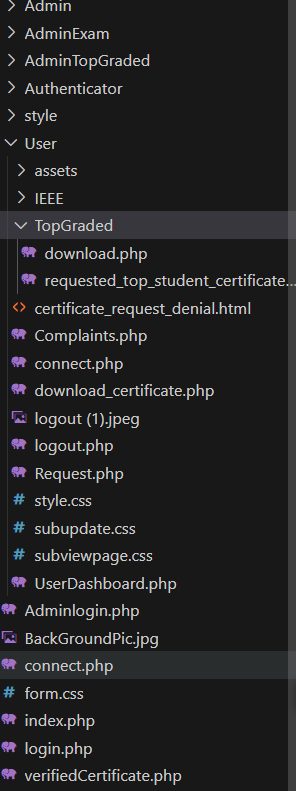 Admin
AdminExam
AdminTopGraded
Authenticator
style
User
assets
IEEE
TopGraded
download.php
requested_top_student_certificate...
certificate_request_denial.html
Complaints.php
connect.php
download_certificate.php
logout (1).jpeg
logout.php
Request.php
style.css
subupdate.css
subviewpage.css
UserDashboard.php
Adminlogin.php
BackGroundPic.jpg
connect.php
form.css
index.php
login.php
verifiedCertificate.php